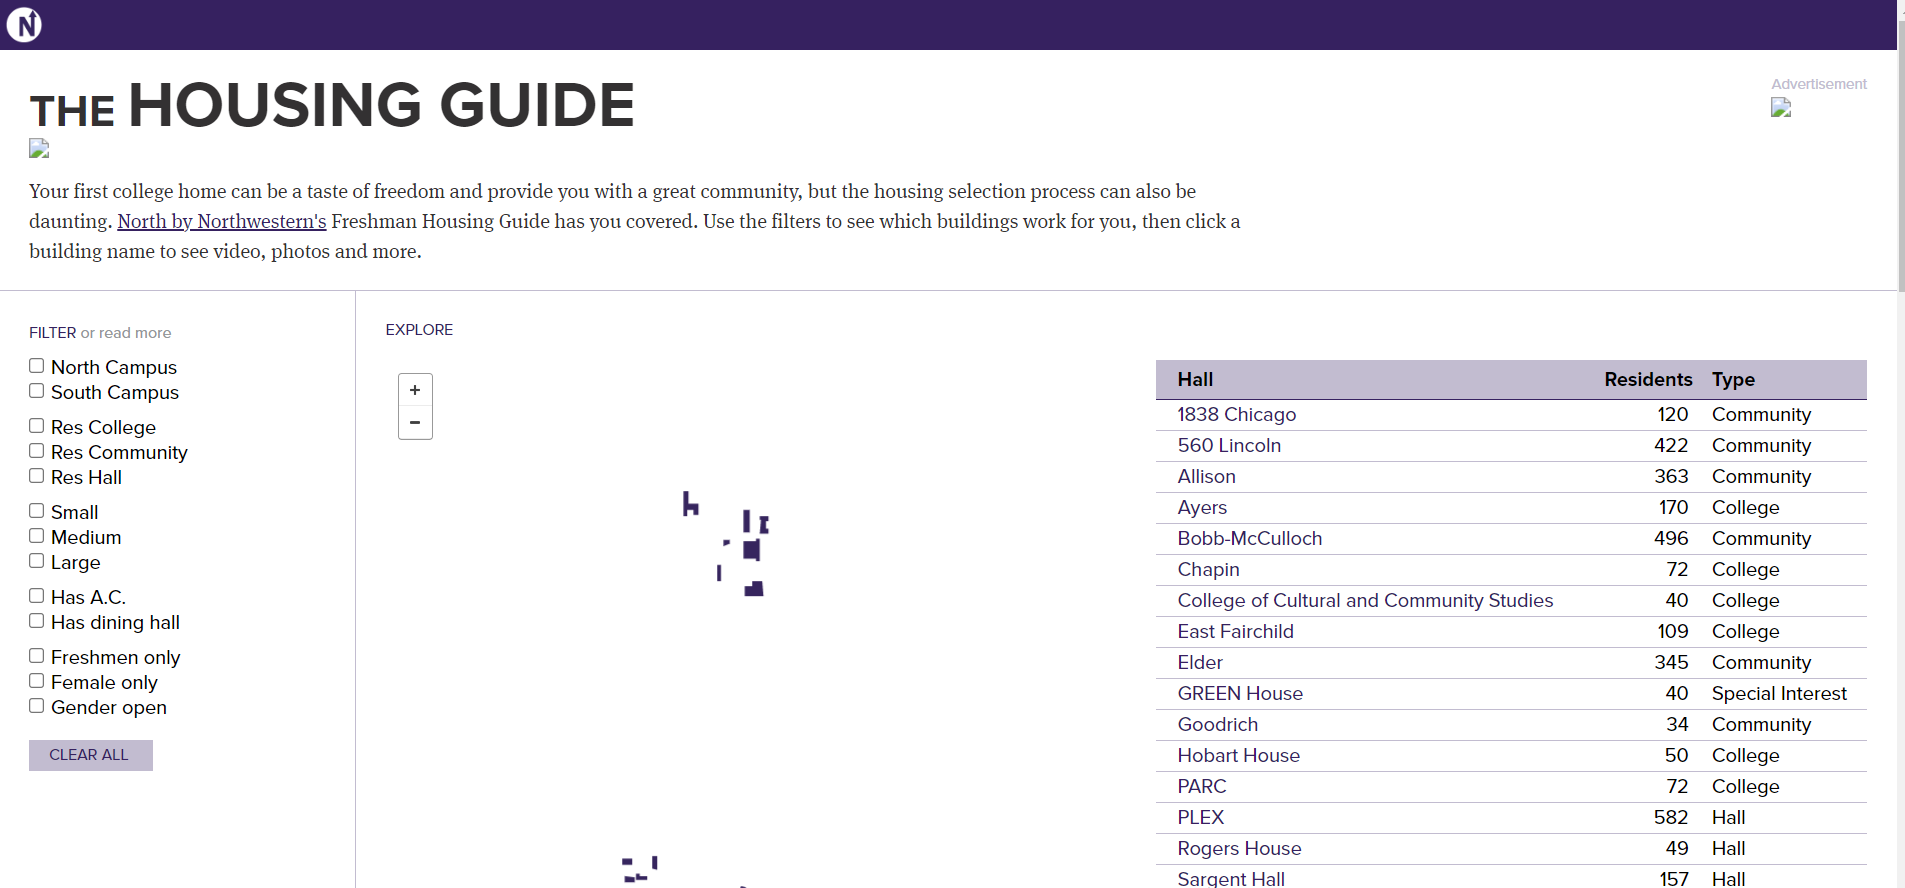 N
THE HOUSING GUIDE
Advertisement
Your first college home can be a taste of freedom and provide you with a great community, but the housing selection process can also be
daunting. North by Northwestern's Freshman Housing Guide has you covered. Use the filters to see which buildings work for you, then click a
building name to see video, photos and more.
FILTER or read more
North Campus
South Campus
Res College
Res Community
Res Hall
Small
Medium
Large
Has A.C.
Has dining hall
Freshmen only
Female only
Gender open
CLEAR ALL
EXPLORE
+
−
Hall Residents Type
1838 Chicago 120 Community
560 Lincoln 422 Community
Allison 363 Community
Ayers 170 College
Bobb-McCulloch 496 Community
Chapin 72 College
College of Cultural and Community Studies 40 College
East Fairchild 109 College
Elder 345 Community
GREEN House 40 Special Interest
Goodrich 34 Community
Hobart House 50 College
PARC 72 College
PLEX 582 Hall
Rogers House 49 Hall
Sargent Hall 157 Hall